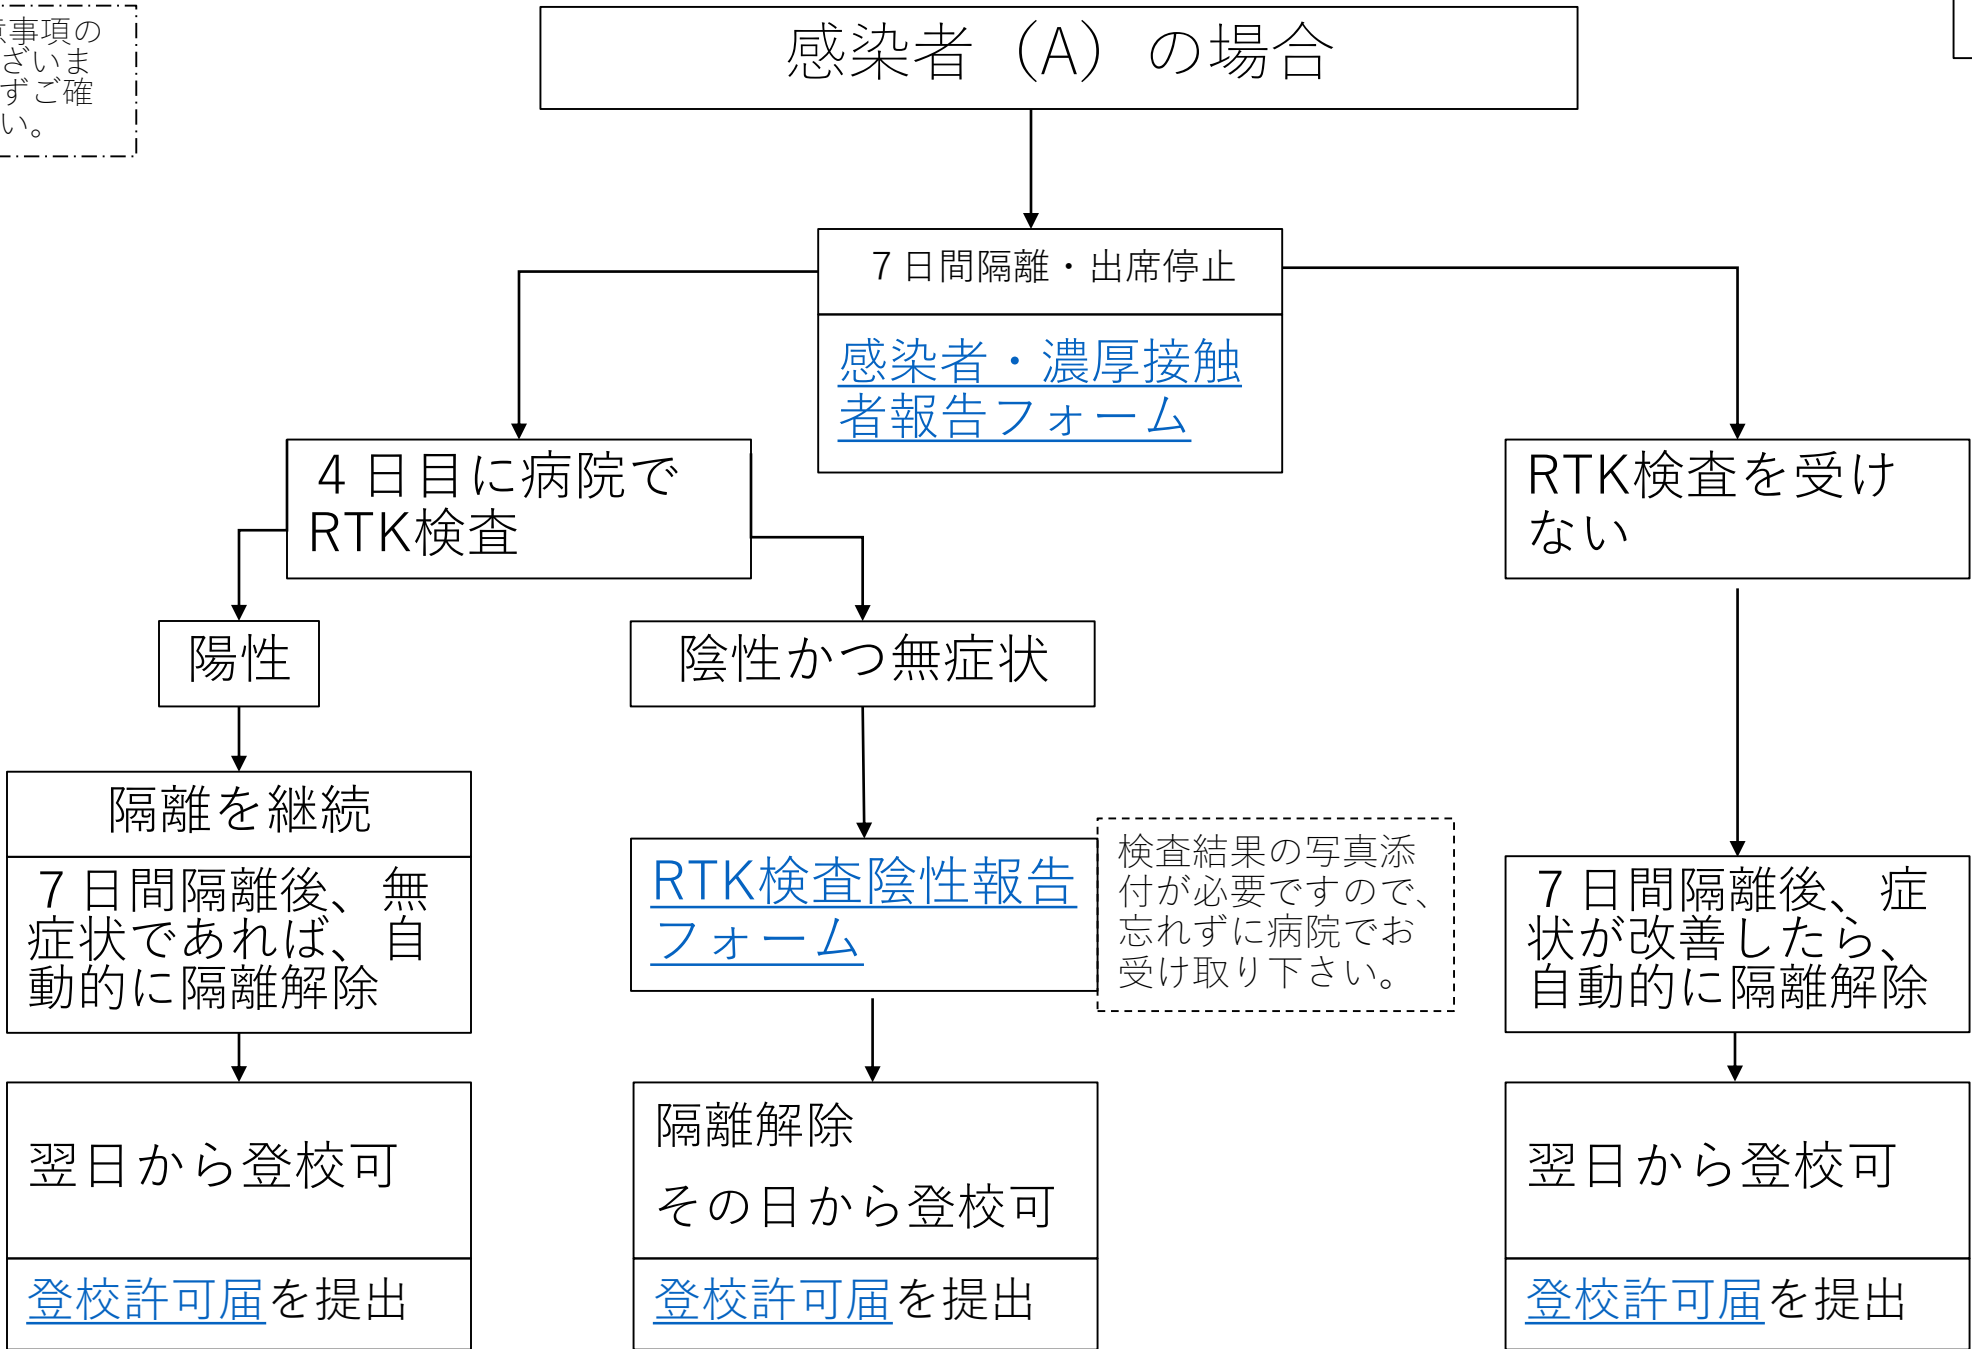 事項の
ざいま
ずご確
い。
感染者（A）の場合
７日間隔離・出席停止
感染者・濃厚接触
者報告フォーム
４日目に病院で
RTK検査
RTK検査を受け
ない
陽性
陰性かつ無症状
隔離を継続
７日間隔離後、無
症状であれば、自
動的に隔離解除
RTK検査陰性報告
フォーム
検査結果の写真添
付が必要ですので、
忘れずに病院でお
受け取り下さい。
７日間隔離後、症
状が改善したら、
自動的に隔離解除
翌日から登校可
登校許可届を提出
隔離解除
その日から登校可
登校許可届を提出
翌日から登校可
登校許可届を提出